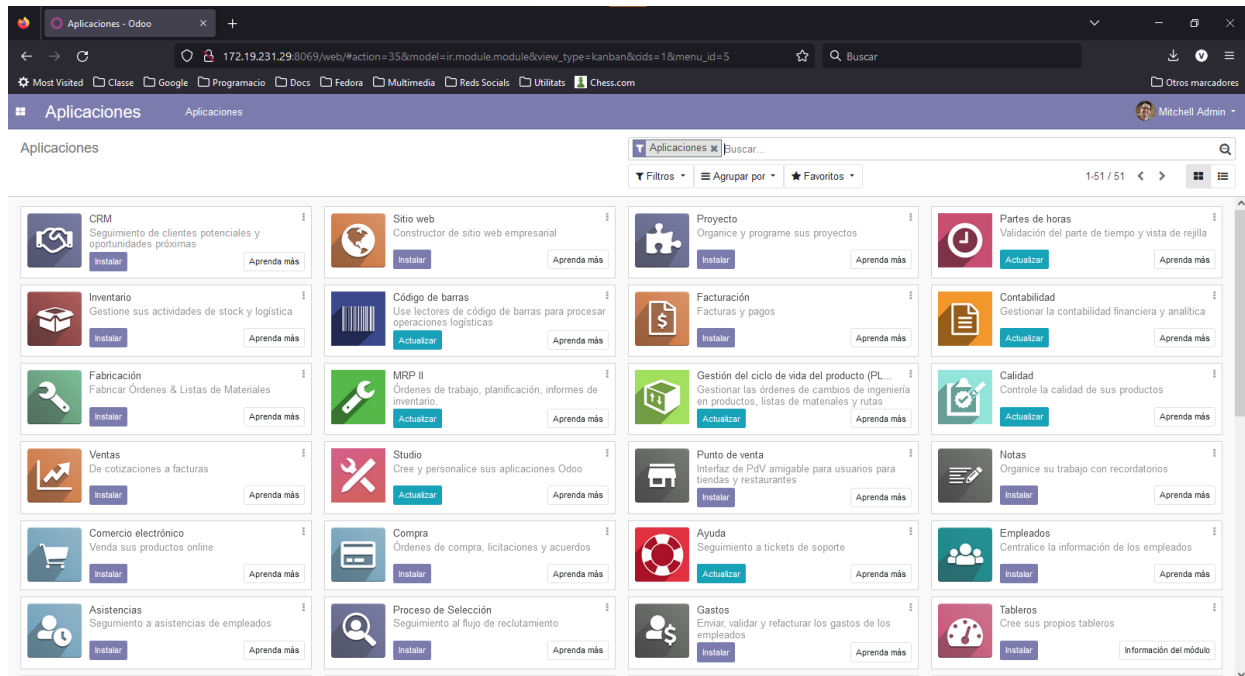 Aplicaciones - Odoo
172.19.231.29:8069/web/#action=35&model=ir.module.module&view_type=kanban&cids=1&menu_id=5
Buscar
Most Visited Classe Google Programacio Docs Fedora Multimedia Reds Socials Utilitats Chess.com Otros marcadores
Aplicaciones Aplicaciones Mitchell Admin
Aplicaciones
Aplicaciones Buscar...
Filtros Agrupar por Favoritos 1-51 / 51
CRM
Seguimiento de clientes potenciales y
oportunidades próximas
Instalar Aprenda más
Sitio web
Constructor de sitio web empresarial
Instalar Aprenda más
Proyecto
Organice y programe sus proyectos
Instalar Aprenda más
Partes de horas
Validación del parte de tiempo y vista de rejilla
Actualizar Aprenda más
Inventario
Gestione sus actividades de stock y logística
Instalar Aprenda más
Código de barras
Use lectores de código de barras para procesar
operaciones logísticas
Actualizar Aprenda más
Facturación
Facturas y pagos
Instalar Aprenda más
Contabilidad
Gestionar la contabilidad financiera y analítica
Actualizar Aprenda más
Fabricación
Fabricar Órdenes & Listas de Materiales
Instalar Aprenda más
MRP II
Órdenes de trabajo, planificación, informes de
inventario.
Actualizar Aprenda más
Gestión del ciclo de vida del producto (PL...
Gestionar las órdenes de cambios de ingeniería
en productos, listas de materiales y rutas
Actualizar Aprenda más
Calidad
Controle la calidad de sus productos
Actualizar Aprenda más
Ventas
De cotizaciones a facturas
Instalar Aprenda más
Studio
Cree y personalice sus aplicaciones Odoo
Actualizar Aprenda más
Punto de venta
Interfaz de PdV amigable para usuarios para
tiendas y restaurantes
Instalar Aprenda más
Notas
Organice su trabajo con recordatorios
Instalar Aprenda más
Comercio electrónico
Venda sus productos online
Instalar Aprenda más
Compra
Órdenes de compra, licitaciones y acuerdos
Instalar Aprenda más
Ayuda
Seguimiento a tickets de soporte
Actualizar Aprenda más
Empleados
Centralice la información de los empleados
Instalar Aprenda más
Asistencias
Segumiento a asistencias de empleados
Instalar Aprenda más
Proceso de Selección
Seguimiento al flujo de reclutamiento
Instalar Aprenda más
Gastos
Enviar, validar y refacturar los gastos de los
empleados
Instalar Aprenda más
Tableros
Cree sus propios tableros
Instalar Información del módulo